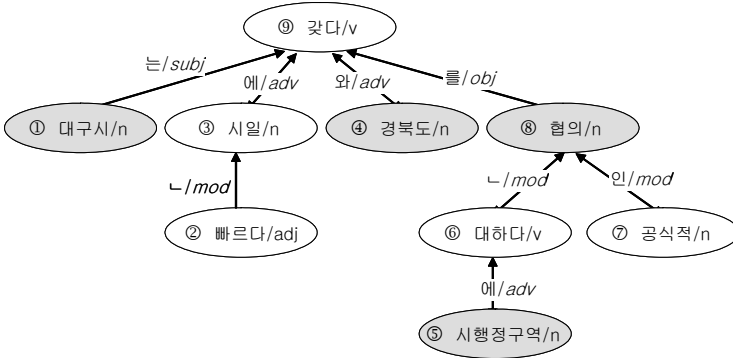 ⑨ 갖다/v
는/subj
에/adv
와/adv
를/obj
① 대구시/n
③ 시일/n
④ 경북도/n
⑧ 협의/n
ㄴ/mod
ㄴ/mod
인/mod
② 빠르다/adj
⑥ 대하다/v
⑦ 공식적/n
에/adv
⑤ 시행정구역/n